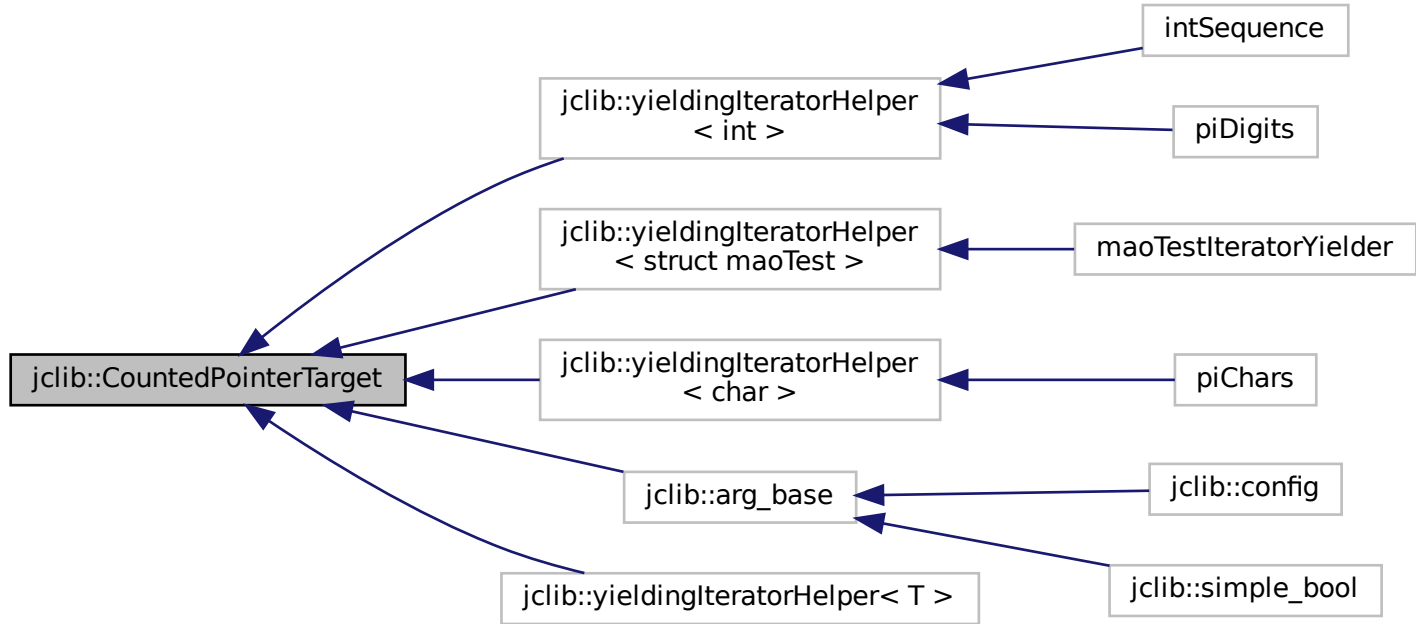 intSequence
jclib::yieldingIteratorHelper
< int >
piDigits
jclib::yieldingIteratorHelper
< struct maoTest >
maoTestIteratorYielder
jclib::CountedPointerTarget
jclib::yieldingIteratorHelper
< char >
piChars
jclib::arg_base
jclib::config
jclib::simple_bool
jclib::yieldingIteratorHelper< T >